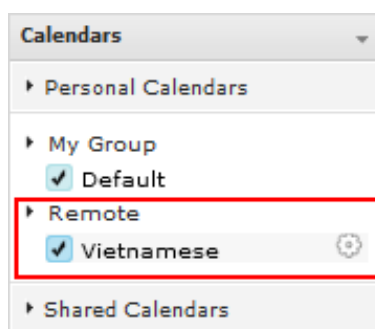 Calendars
Personal Calendars
My Group
Default
Remote
Vietnamese
Shared Calendars